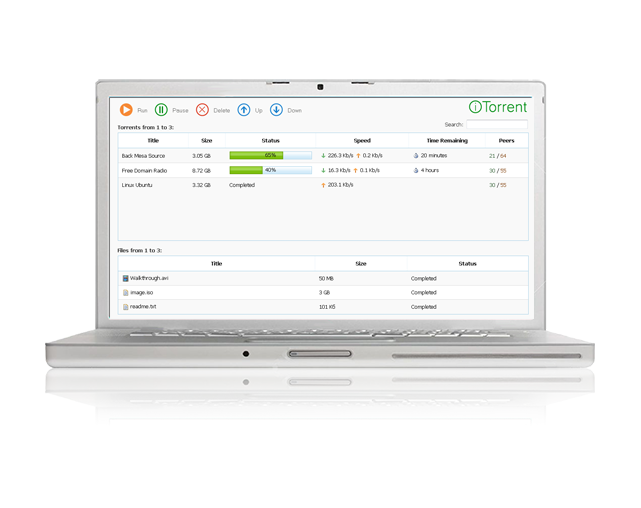 Run Pause Delete Up Down
iTorrent
Search:
Torrents from 1 to 3:
Title Size Status Speed Time Remaining Peers
Back Mesa Source 3.05 GB 65% 226.3 Kb/s 0.2 Kb/s 20 minutes 21 / 64
Free Domain Radio 8.72 GB 40% 16.3 Kb/s 0.1 Kb/s 4 hours 30 / 55
Linux Ubuntu 3.32 GB Completed 203.1 Kb/s 30 / 55
Files from 1 to 3:
Title Size Status
Walkthrough.avi 50 MB Completed
image.iso 3 GB Completed
readme.txt 101 Кб Completed